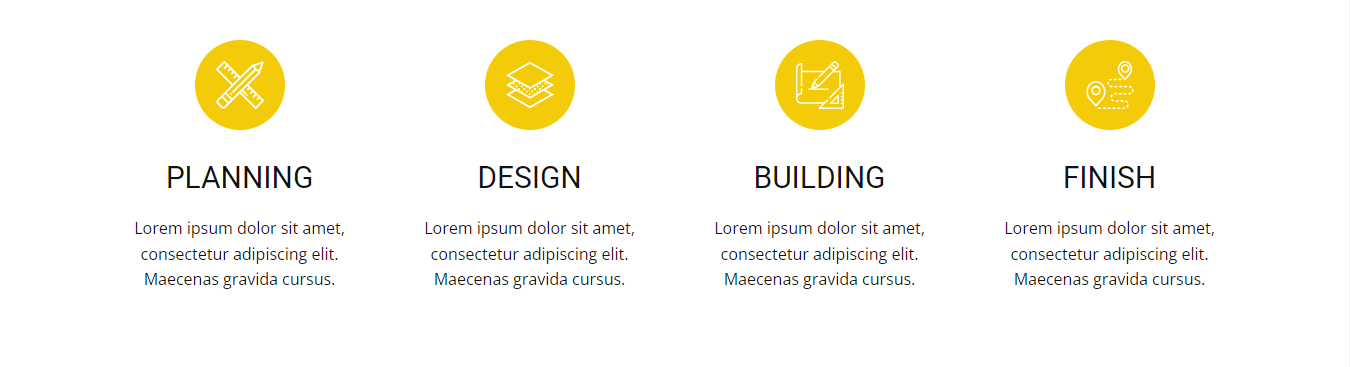 PLANNING
Lorem ipsum dolor sit amet,
consectetur adipiscing elit.
Maecenas gravida cursus.
DESIGN
Lorem ipsum dolor sit amet,
consectetur adipiscing elit.
Maecenas gravida cursus.
BUILDING
Lorem ipsum dolor sit amet,
consectetur adipiscing elit.
Maecenas gravida cursus.
FINISH
Lorem ipsum dolor sit amet,
consectetur adipiscing elit.
Maecenas gravida cursus.